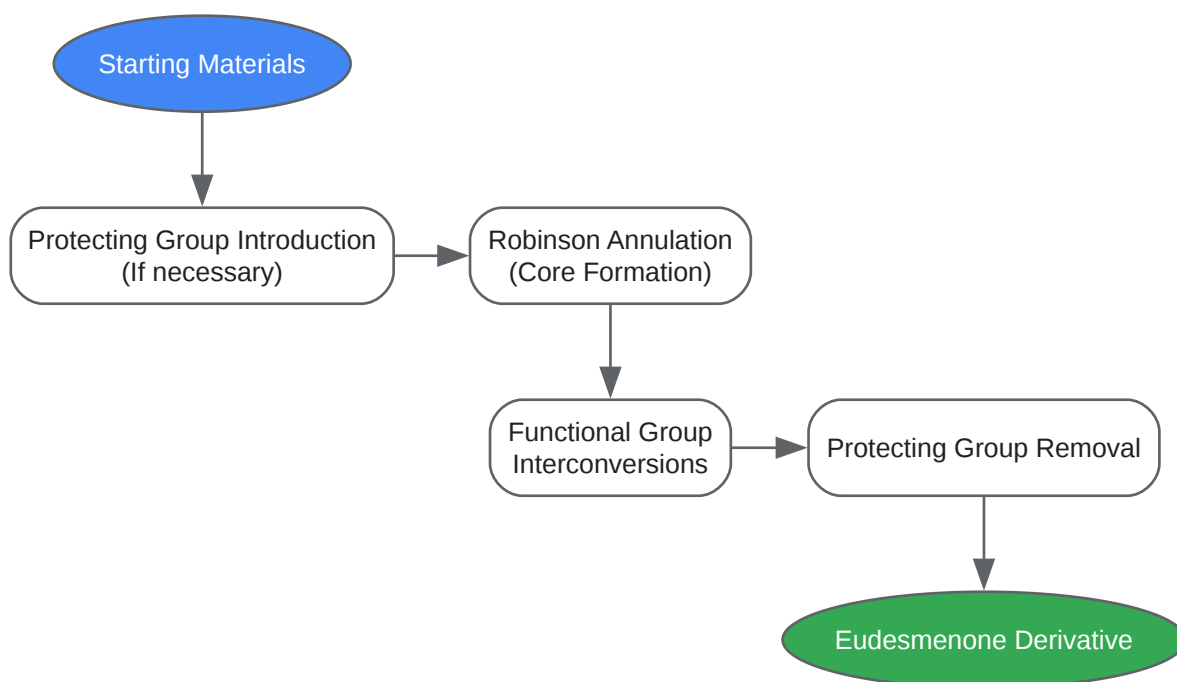 Starting Materials
Protecting Group Introduction
(If necessary)
Robinson Annulation
(Core Formation)
Functional Group
Interconversions
Protecting Group Removal
Eudesmenone Derivative